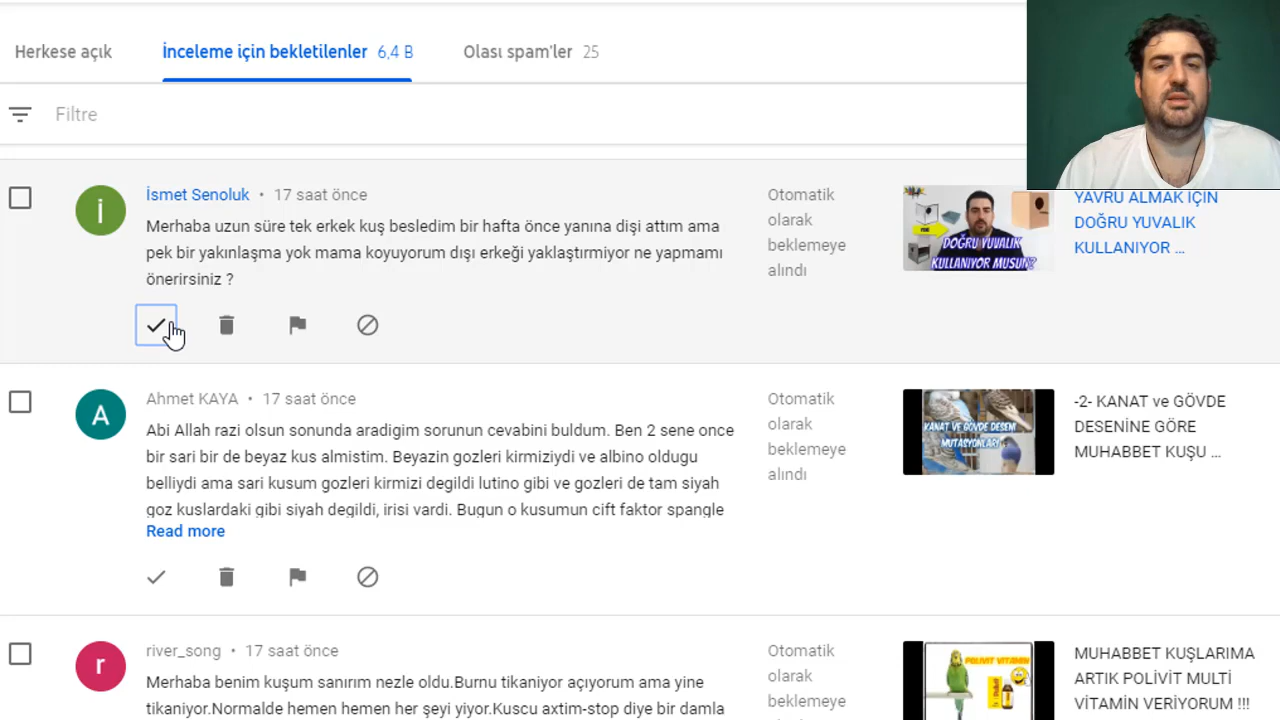 Herkese açık
İnceleme için bekletilenler 6,4 B
Olası spam'ler 25
Filtre
İsmet Senoluk • 17 saat önce
Merhaba uzun süre tek erkek kuş besledim bir hafta önce yanına dişi attım ama
pek bir yakınlaşma yok mama koyuyorum dışı erkeği yaklaştırmiyor ne yapmamı
önerirsiniz ?
Otomatik
olarak
beklemeye
alındı
DOĞRU YUVALIK
KULLANIYOR MUSUN?
YAVRU ALMAK İÇİN
DOĞRU YUVALIK
KULLANIYOR ...
Ahmet KAYA • 17 saat önce
Abi Allah razi olsun sonunda aradigim sorunun cevabini buldum. Ben 2 sene once
bir sari bir de beyaz kus almistim. Beyazin gozleri kirmiziydi ve albino oldugu
belliydi ama sari kusum gozleri kirmizi degildi lutino gibi ve gozleri de tam siyah
goz kuslardaki gibi siyah degildi, irisi vardi. Bugun o kusumun cift faktor spangle
Read more
Otomatik
olarak
beklemeye
alındı
KANAT VE GÖVDE DESENİ
MUTASYONLARI
-2- KANAT ve GÖVDE
DESENİNE GÖRE
MUHABBET KUŞU ...
river_song • 17 saat önce
Merhaba benim kuşum sanırım nezle oldu.Burnu tikaniyor açıyorum ama yine
tikaniyor.Normalde hemen hemen her şeyi yiyor.Kuscu axtim-stop diye bir damla
Otomatik
olarak
beklemeye
POLİVİT VİTAMİN
MUHABBET KUŞLARIMA
ARTIK POLİVİT MULTİ
VİTAMİN VERİYORUM !!!